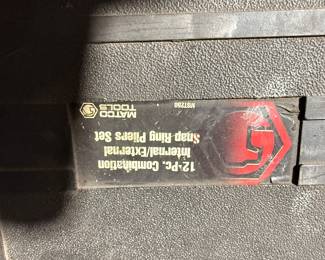 MATCO
TOOLS
12-Pc. Combination
Internal/External
Snap Ring Pliers Set